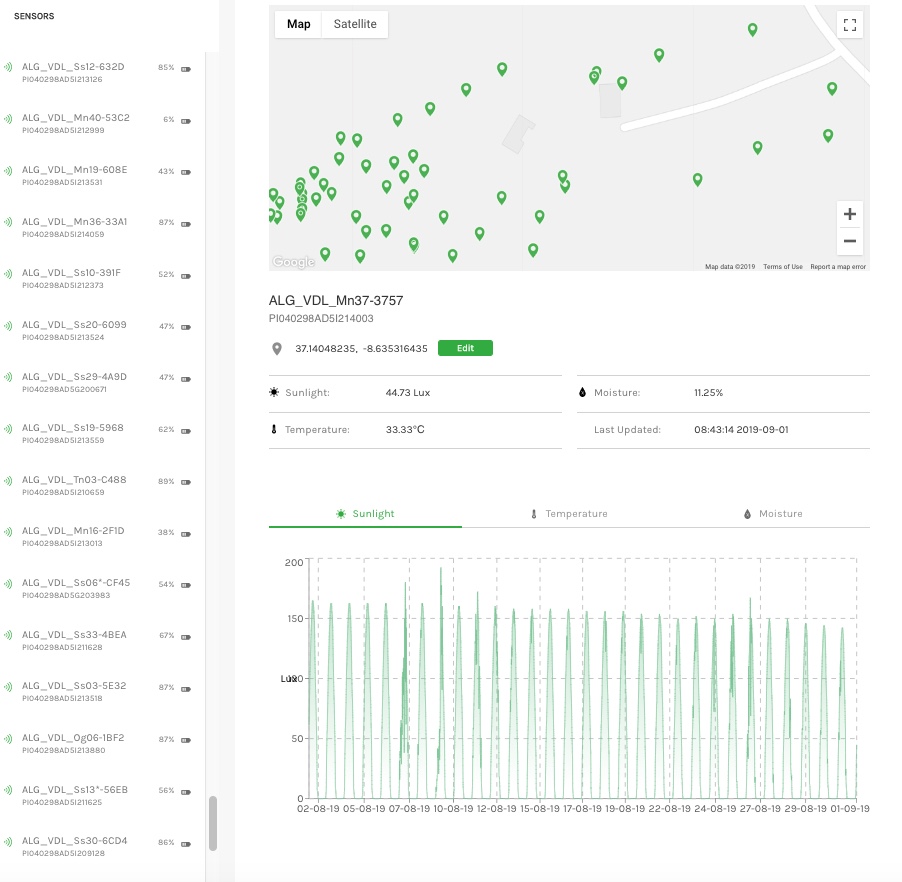 SENSORS
ALG_VDL_Ss12-632D 85%
PI040298AD5I213126
ALG_VDL_Mn40-53C2 6%
PI040298AD5I212999
ALG_VDL_Mn19-608E 43%
PI040298AD5I213531
ALG_VDL_Mn36-33A1 87%
PI040298AD5I214059
ALG_VDL_Ss10-391F 52%
PI040298AD5I212373
ALG_VDL_Ss20-6099 47%
PI040298AD5I213524
ALG_VDL_Ss29-4A9D 47%
PI040298AD5G200671
ALG_VDL_Ss19-5968 62%
PI040298AD5I213559
ALG_VDL_Tn03-C488 89%
PI040298AD5I210659
ALG_VDL_Mn16-2F1D 38%
PI040298AD5I213013
ALG_VDL_Ss06*-CF45 54%
PI040298AD5G203983
ALG_VDL_Ss33-4BEA 67%
PI040298AD5I211628
ALG_VDL_Ss03-5E32 87%
PI040298AD5I213518
ALG_VDL_Og06-1BF2 87%
PI040298AD5I213880
ALG_VDL_Ss13*-56EB 56%
PI040298AD5I211625
ALG_VDL_Ss30-6CD4 86%
PI040298AD5I209128
Map Satellite
Google
Map data ©2019 Terms of Use Report a map error
ALG_VDL_Mn37-3757
PI040298AD5I214003
37.14048235, -8.635316435 Edit
Sunlight: 44.73 Lux Moisture: 11.25%
Temperature: 33.33°C Last Updated: 08:43:14 2019-09-01
Sunlight Temperature Moisture
200
150
Lux
100
50
0
02-08-19 05-08-19 07-08-19 10-08-19 12-08-19 15-08-19 17-08-19 19-08-19 22-08-19 24-08-19 27-08-19 29-08-19 01-09-19